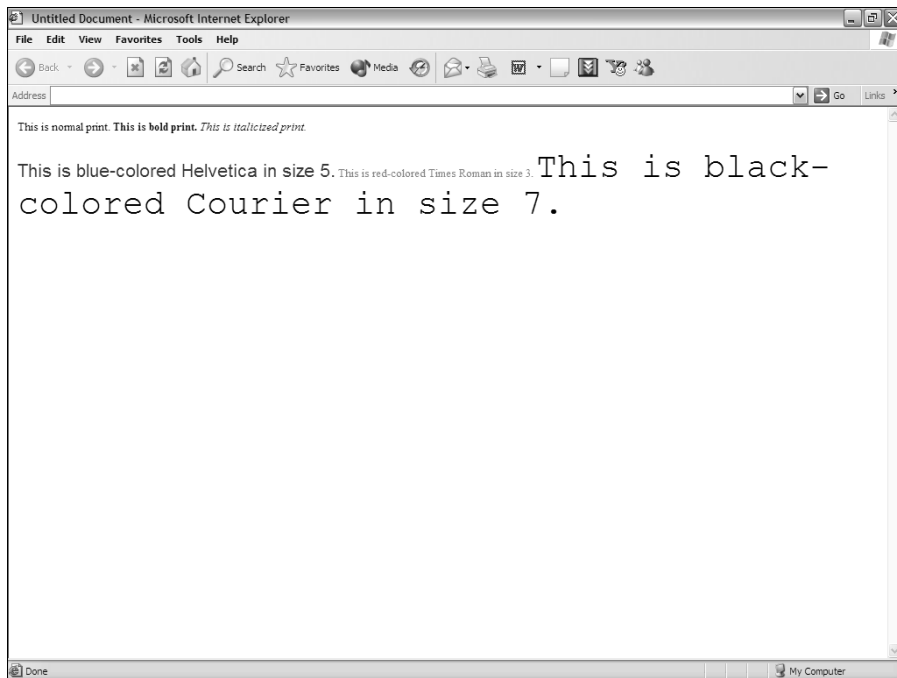 Untitled Document - Microsoft Internet Explorer
File Edit View Favorites Tools Help
Back Search Favorites Media
Address Go Links
This is normal print. This is bold print. This is italicized print.
This is blue-colored Helvetica in size 5. This is red-colored Times Roman in size 3. This is black-
colored Courier in size 7.
Done My Computer